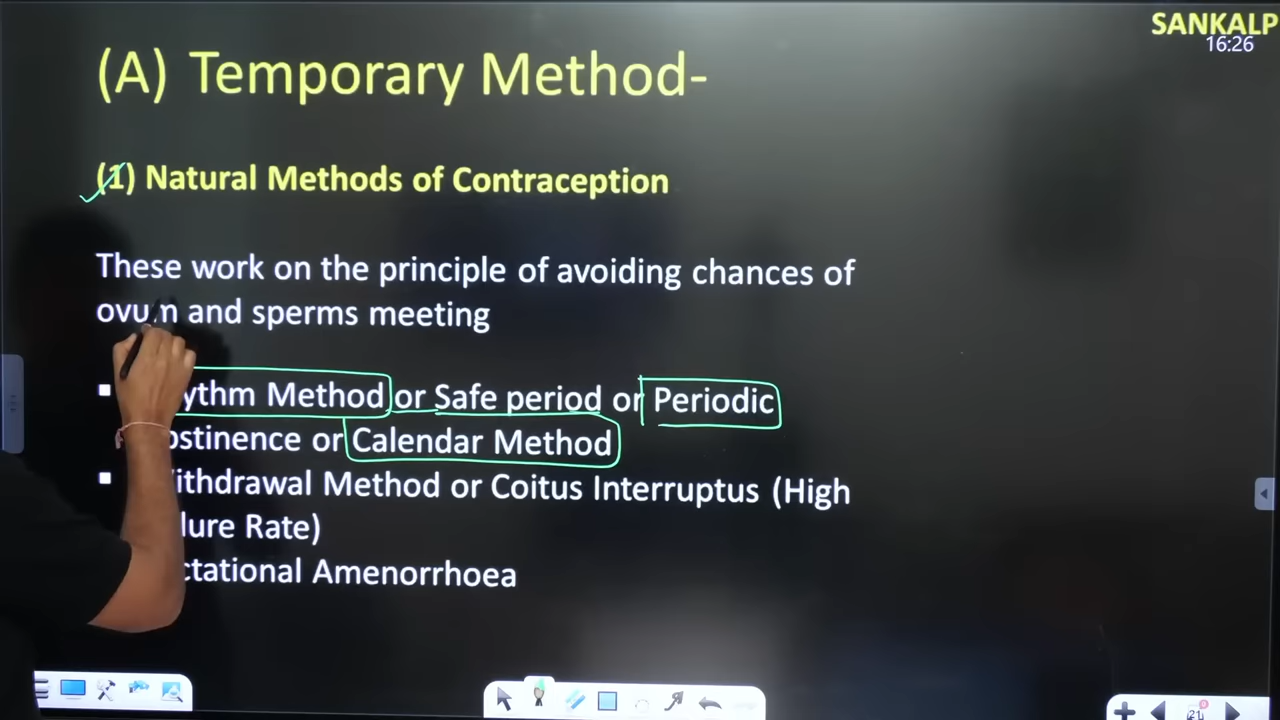 SANKALP
16:26
(A) Temporary Method-
(1) Natural Methods of Contraception
These work on the principle of avoiding chances of
ovum and sperms meeting
ythm Method or Safe period or Periodic
ostinence or Calendar Method
ithdrawal Method or Coitus Interruptus (High
lure Rate)
ctational Amenorrhoea
21